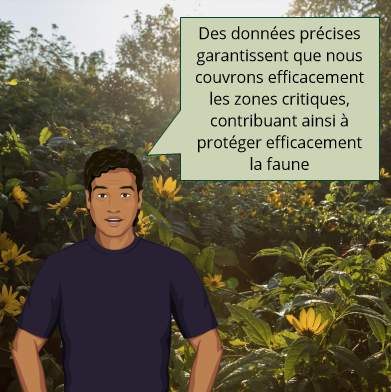 Des données précises
garantissent que nous
couvrons efficacement
les zones critiques,
contribuant ainsi à
protéger efficacement
la faune